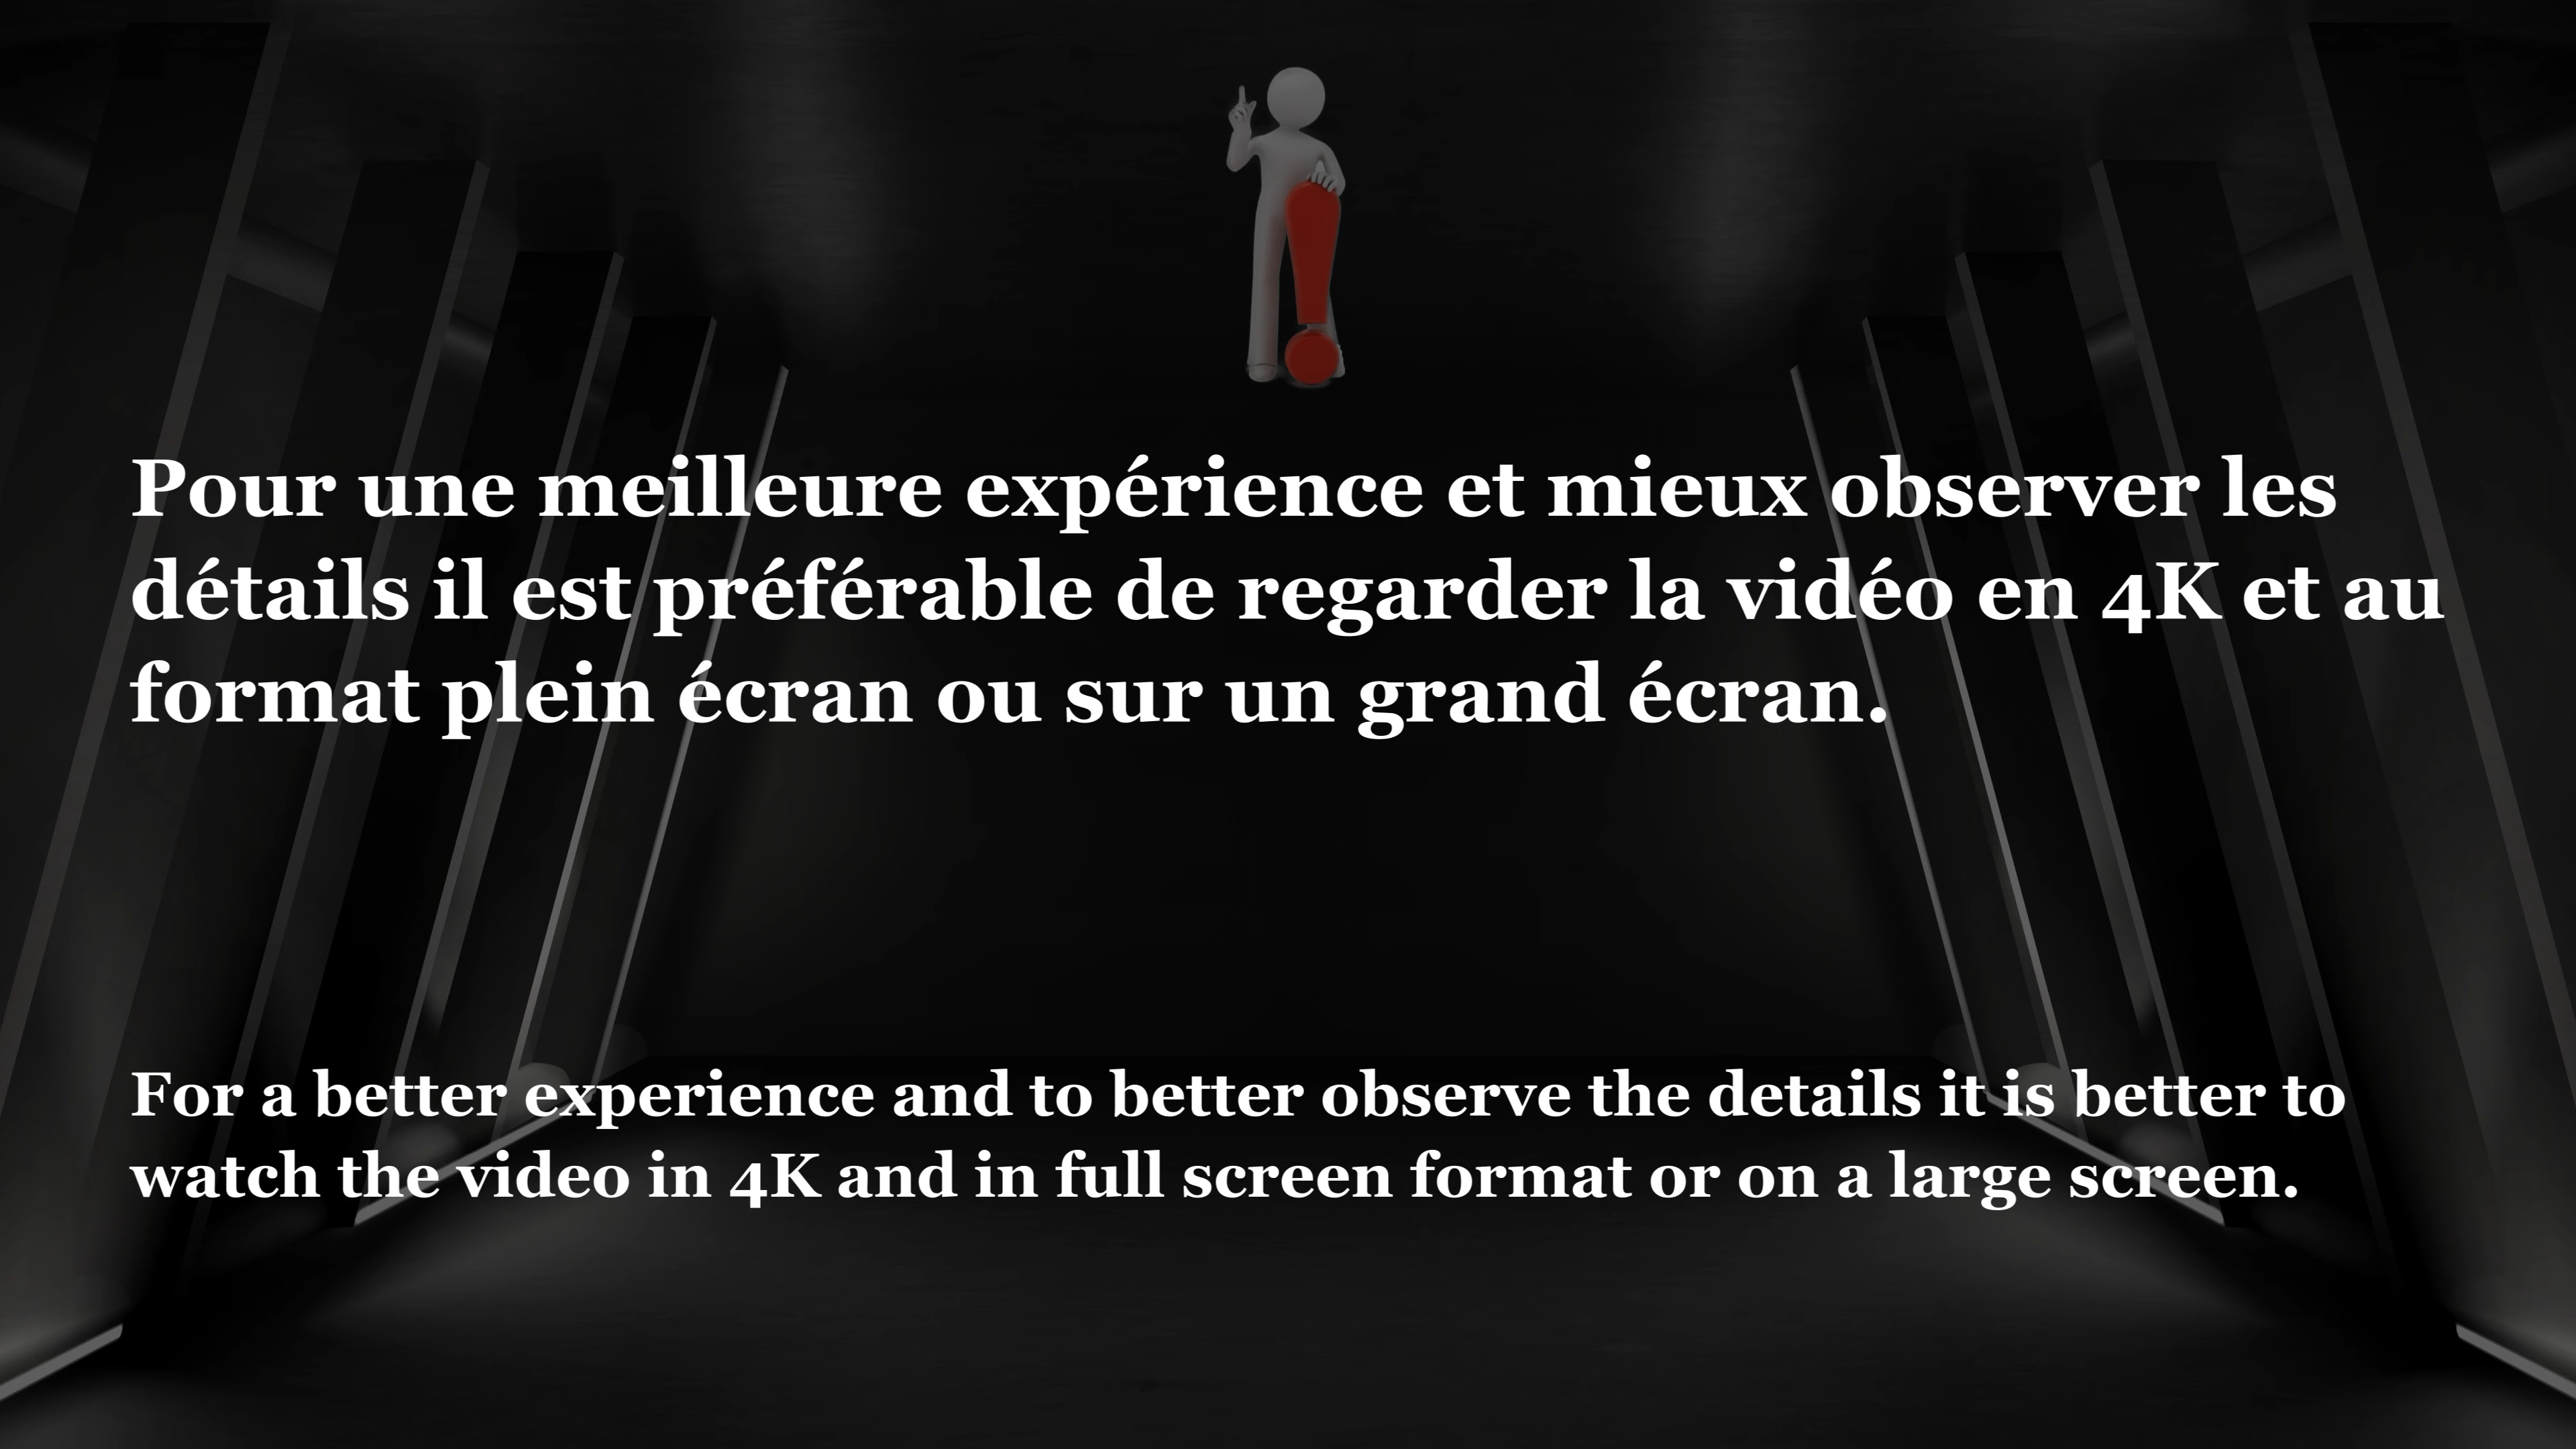 Pour une meilleure expérience et mieux observer les
détails il est préférable de regarder la vidéo en 4K et au
format plein écran ou sur un grand écran.
For a better experience and to better observe the details it is better to
watch the video in 4K and in full screen format or on a large screen.